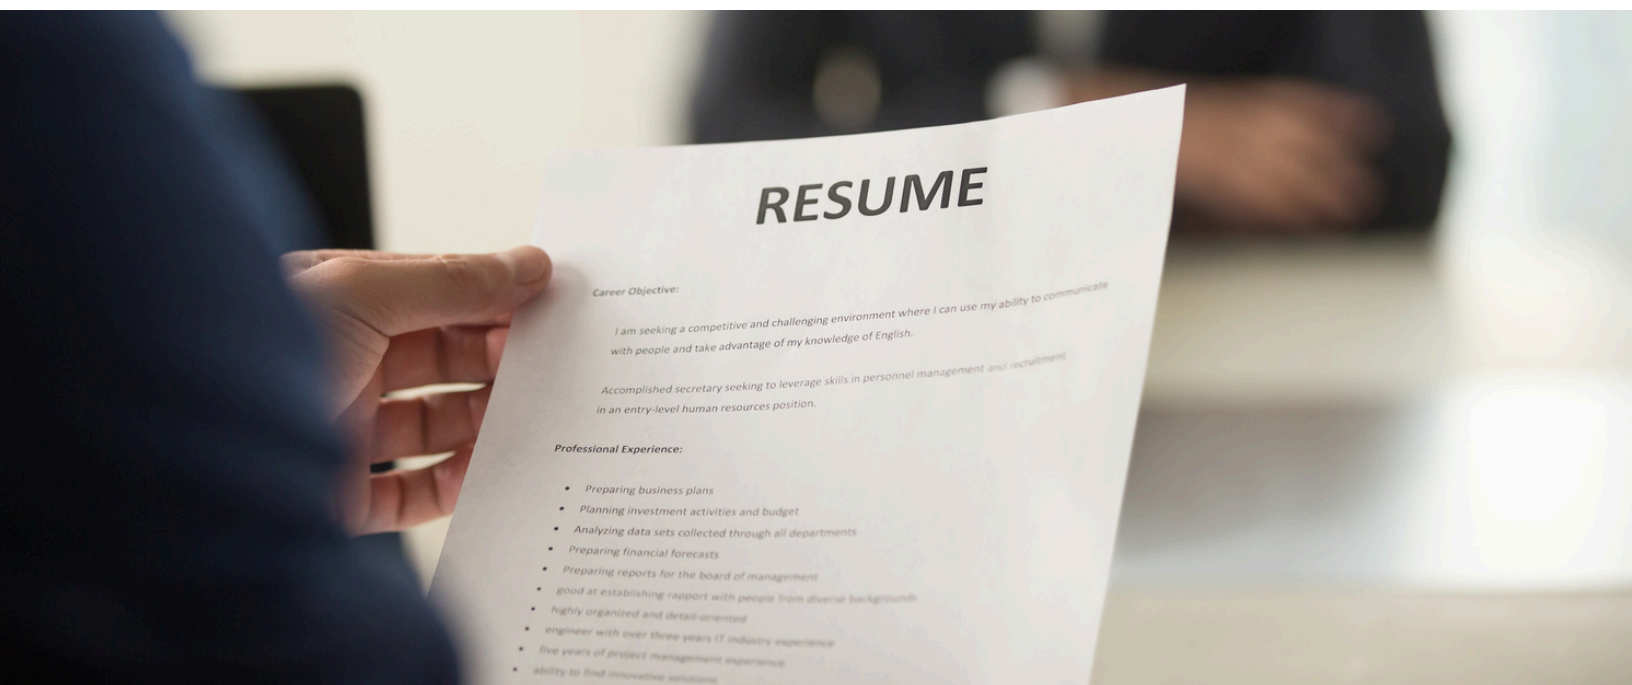 RESUME
Career Objective:
I am seeking a competitive and challenging environment where I can use my ability to communicate
with people and take advantage of my knowledge of English.
Accomplished secretary seeking to leverage skills in personnel management and recruitment
in an entry-level human resources position.
Professional Experience:
• Preparing business plans
• Planning investment activities and budget
• Analyzing data sets collected through all departments
• Preparing financial forecasts
• Preparing reports for the board of management
• good at establishing rapport with people from diverse backgrounds
• highly organized and detail-oriented
• engineer with over three years IT industry experience
• five years of project management experience
• ability to find innovative solutions